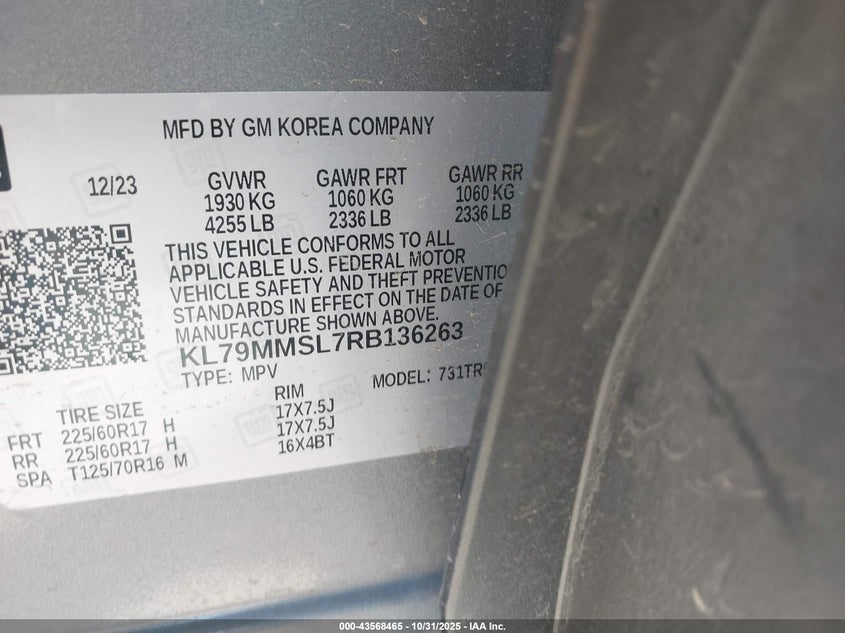 MFD BY GM KOREA COMPANY
12/23 GVWR GAWR FRT GAWR RR
1930 KG 1060 KG 1060 KG
4255 LB 2336 LB 2336 LB
THIS VEHICLE CONFORMS TO ALL
APPLICABLE U.S. FEDERAL MOTOR
VEHICLE SAFETY AND THEFT PREVENTIO
STANDARDS IN EFFECT ON THE DATE OF
MANUFACTURE SHOWN ABOVE.
KL79MMSL7RB136263
TYPE: MPV MODEL: 731TR
TIRE SIZE RIM
FRT 225/60R17 H 17X7.5J
RR 225/60R17 H 17X7.5J
SPA T125/70R16 M 16X4BT
000-43568465 - 10/31/2025 - IAA Inc.